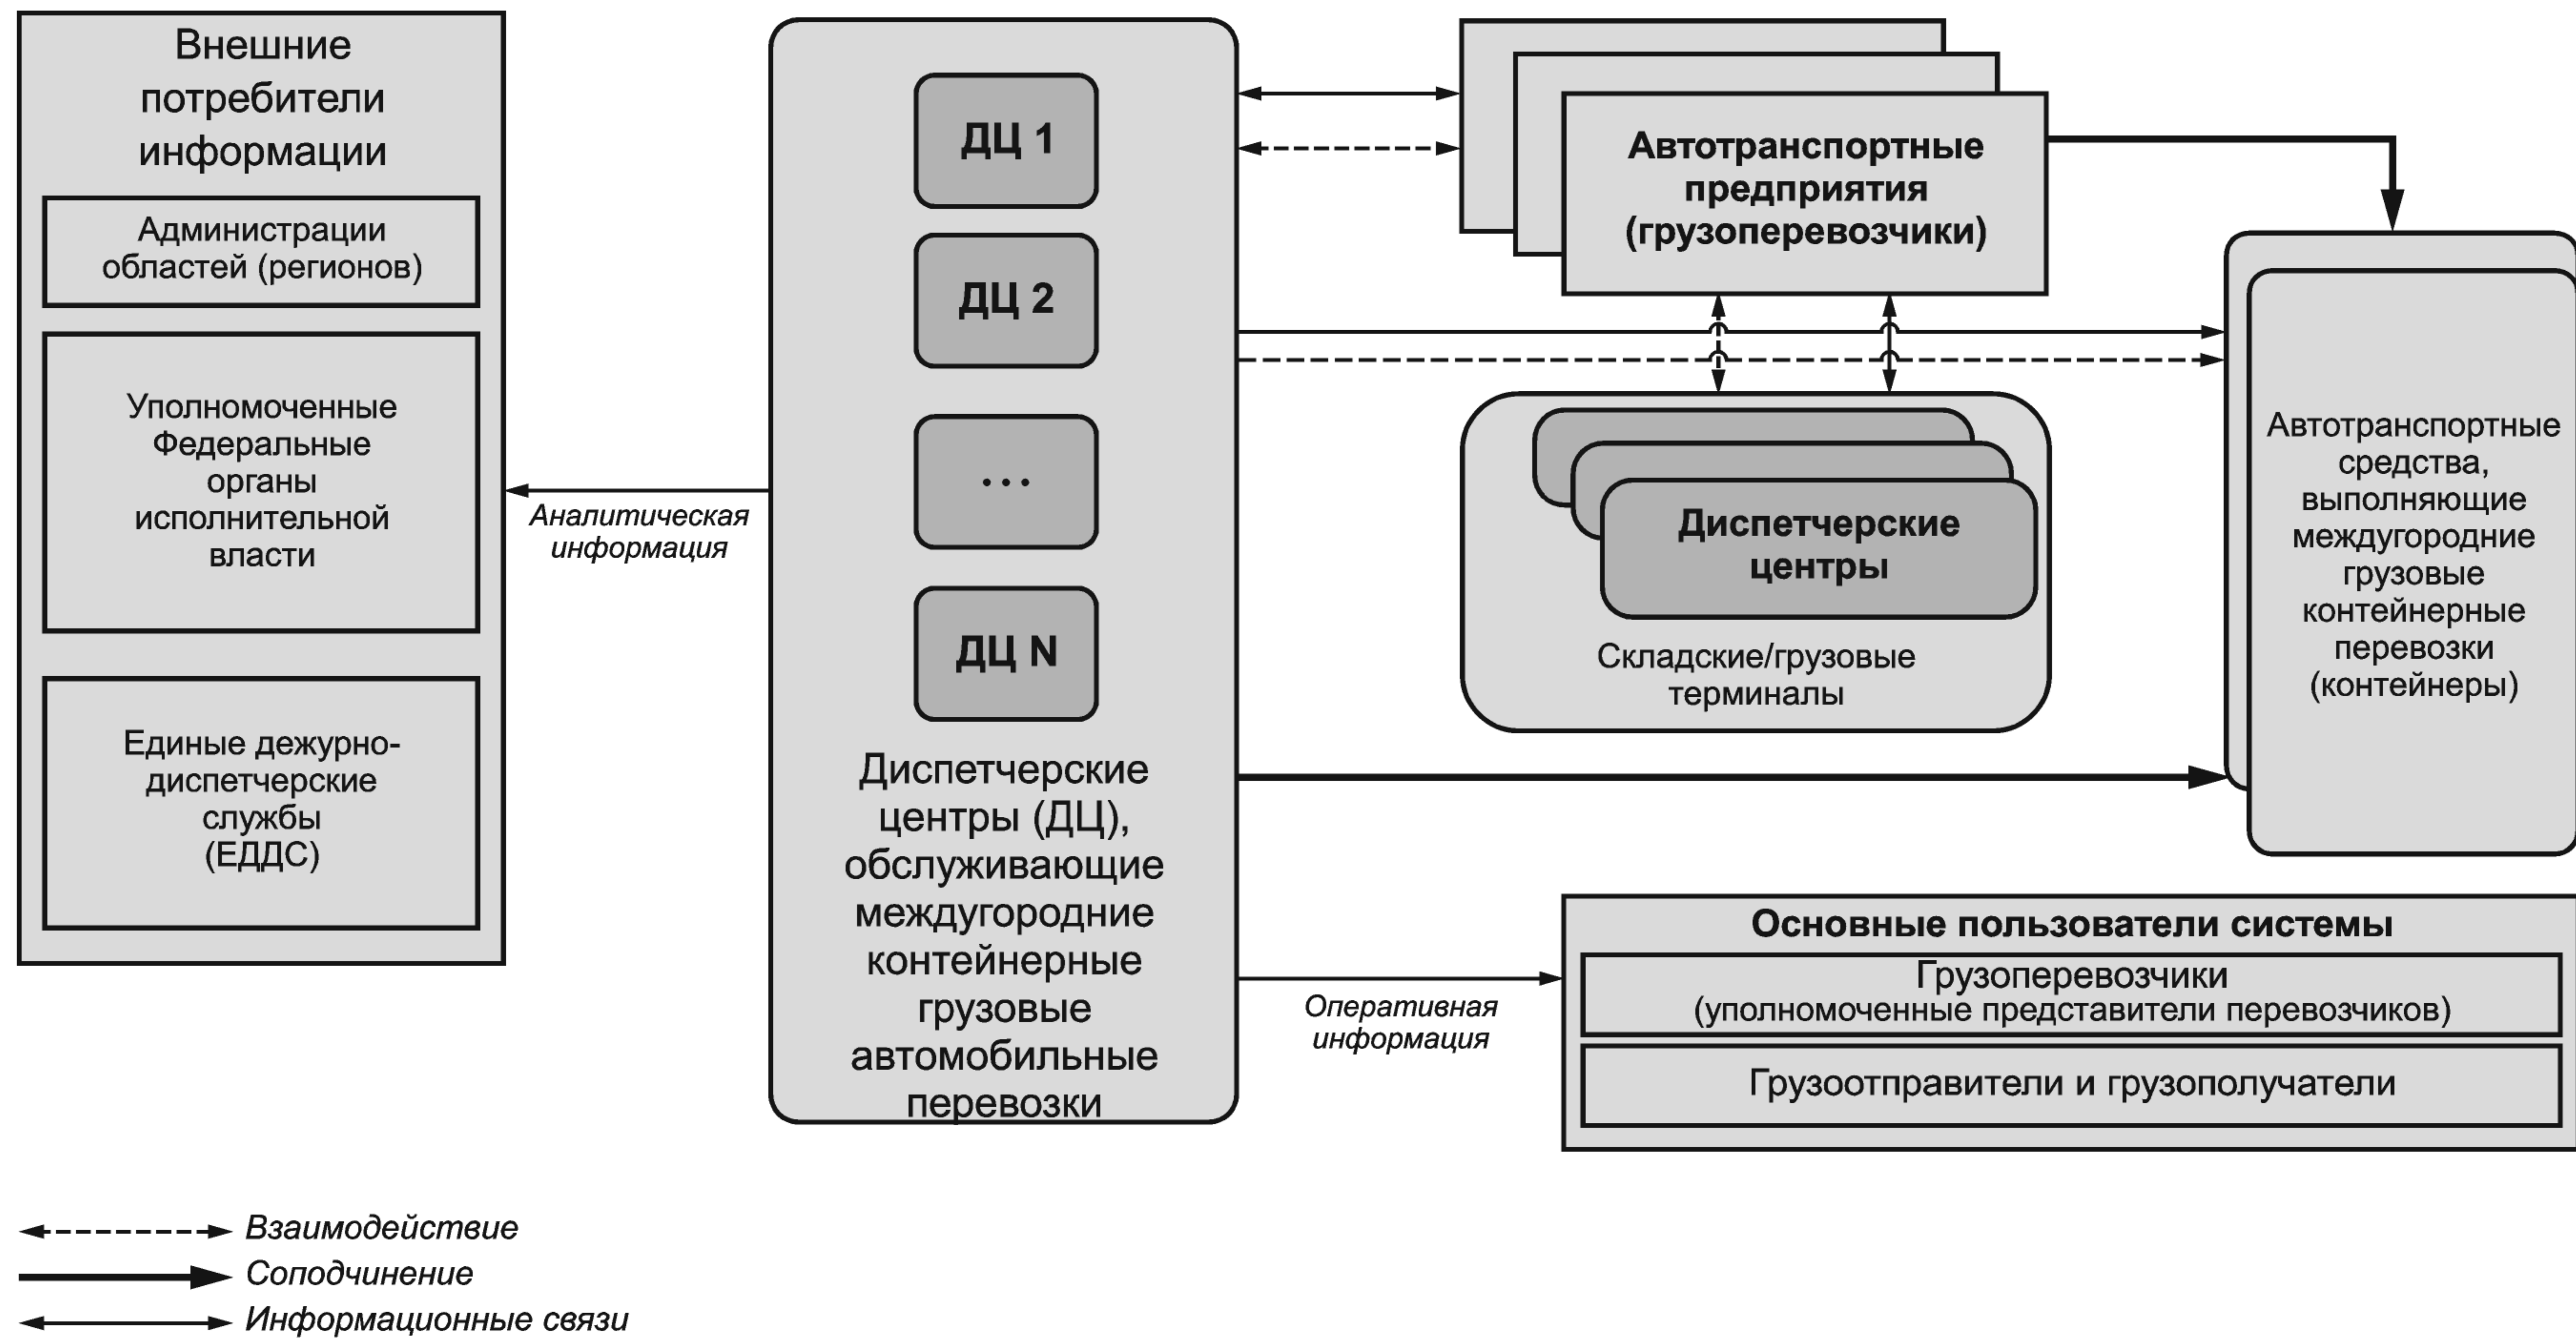 Внешние
потребители
информации
Администрации
областей (регионов)
Уполномоченные
Федеральные
органы
исполнительной
власти
Единые дежурно-
диспетчерские
службы
(ЕДДС)
Аналитическая
информация
ДЦ 1
ДЦ 2
...
ДЦ N
Диспетчерские
центры (ДЦ),
обслуживающие
междугородние
контейнерные
грузовые
автомобильные
перевозки
Автотранспортные
предприятия
(грузоперевозчики)
Диспетчерские
центры
Складские/грузовые
терминалы
Автотранспортные
средства,
выполняющие
междугородние
грузовые
контейнерные
перевозки
(контейнеры)
Оперативная
информация
Основные пользователи системы
Грузоперевозчики
(уполномоченные представители перевозчиков)
Грузоотправители и грузополучатели
Взаимодействие
Соподчинение
Информационные связи